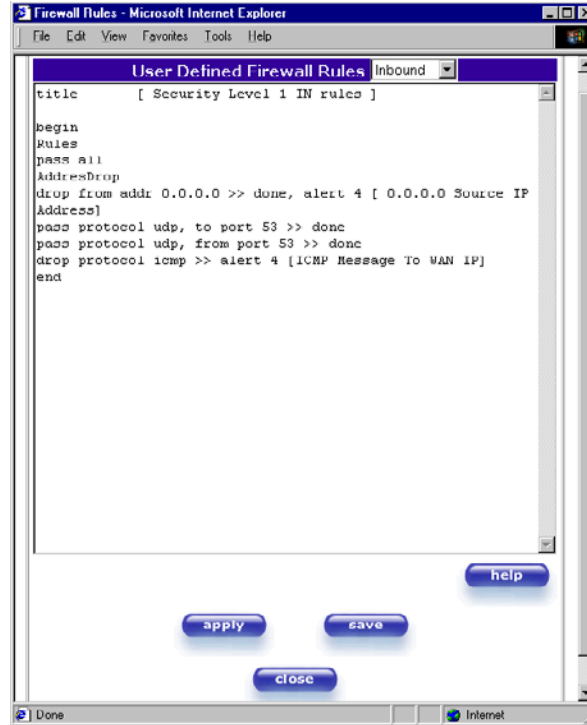 Firewall Rules - Microsoft Internet Explorer
File Edit View Favorites Tools Help
User Defined Firewall Rules Inbound
title [ Security Level 1 IN rules ]
begin
Rules
pass all
AddresDrop
drop from addr 0.0.0.0 >> done, alert 4 [ 0.0.0.0 Source IP
Address]
pass protocol udp, to port 53 >> done
pass protocol udp, from port 53 >> done
drop protocol icmp >> alert 4 [ICMP Message To WAN IP]
end
help
apply save
close
Done Internet